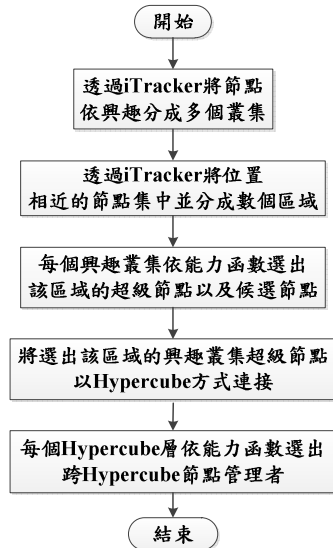 開始
透過iTracker將節點
依興趣分成多個叢集
透過iTracker將位置
相近的節點集中並分成數個區域
每個興趣叢集依能力函數選出
該區域的超級節點以及候選節點
將選出該區域的興趣叢集超級節點
以Hypercube方式連接
每個Hypercube層依能力函數選出
跨Hypercube節點管理者
結束